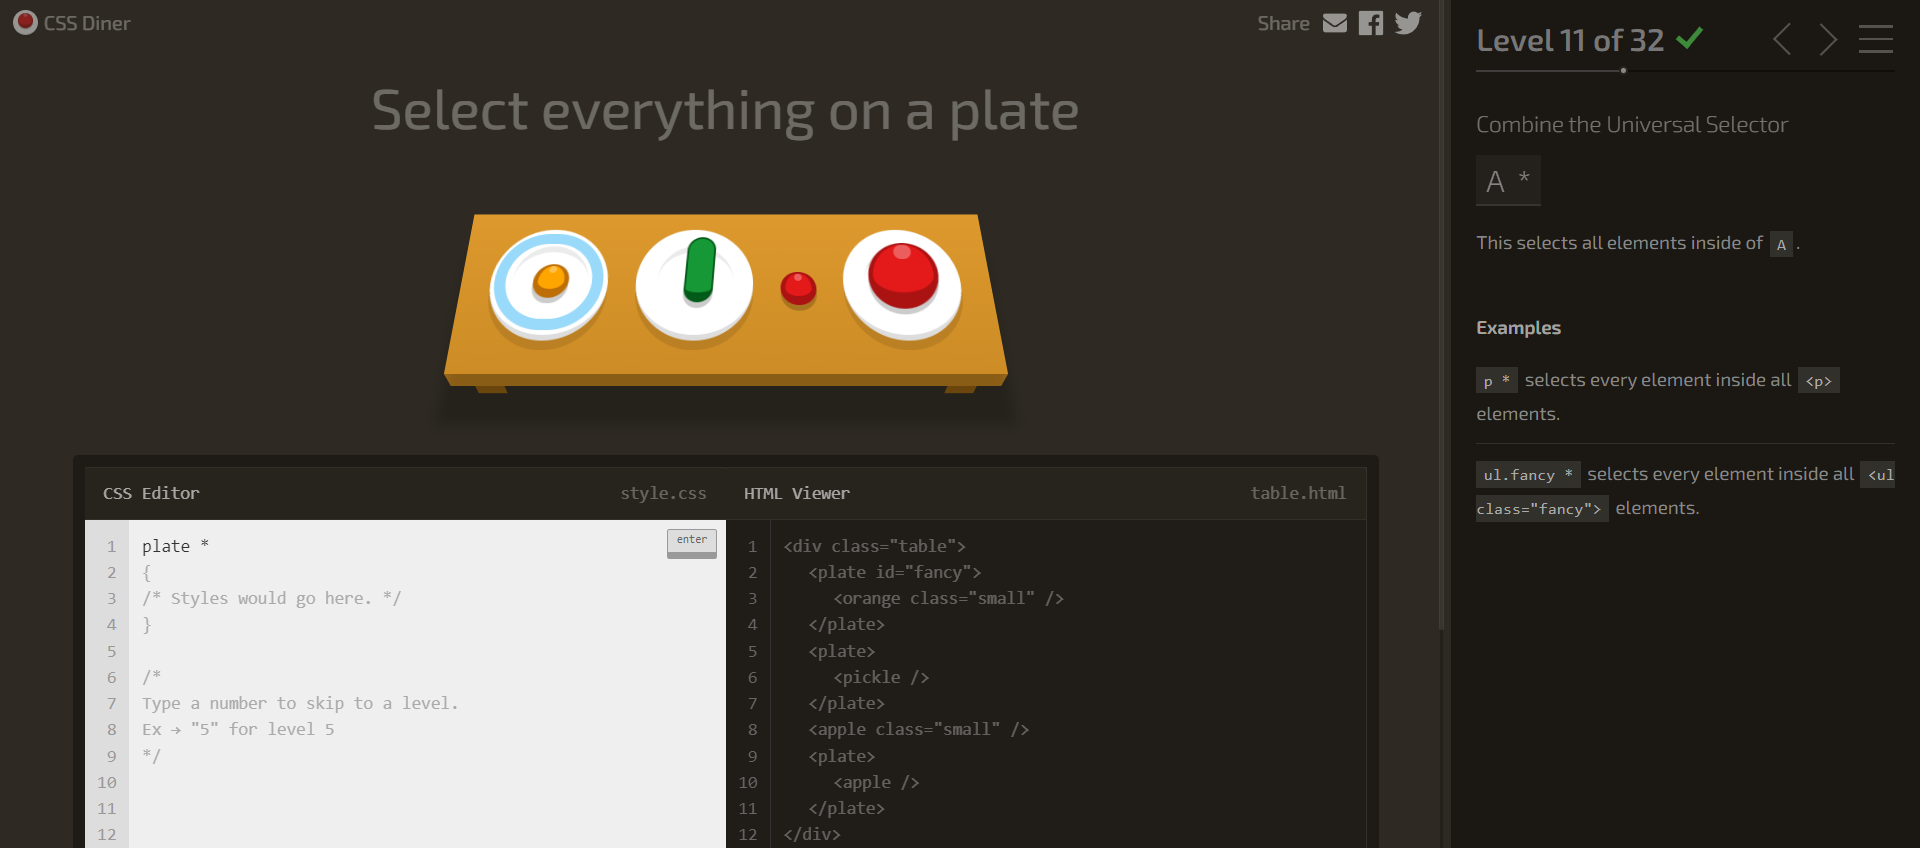 CSS Diner
Share
Select everything on a plate
CSS Editor
style.css
enter
1 plate *
2 {
3 /* Styles would go here. */
4 }
5
6 /*
7 Type a number to skip to a level.
8 Ex → "5" for level 5
9 */
10
11
12
HTML Viewer
table.html
1 <div class="table">
2 <plate id="fancy">
3 <orange class="small" />
4 </plate>
5 <plate>
6 <pickle />
7 </plate>
8 <apple class="small" />
9 <plate>
10 <apple />
11 </plate>
12 </div>
Level 11 of 32
Combine the Universal Selector
A *
This selects all elements inside of A .
Examples
p * selects every element inside all <p>
elements.
ul.fancy * selects every element inside all <ul
class="fancy"> elements.